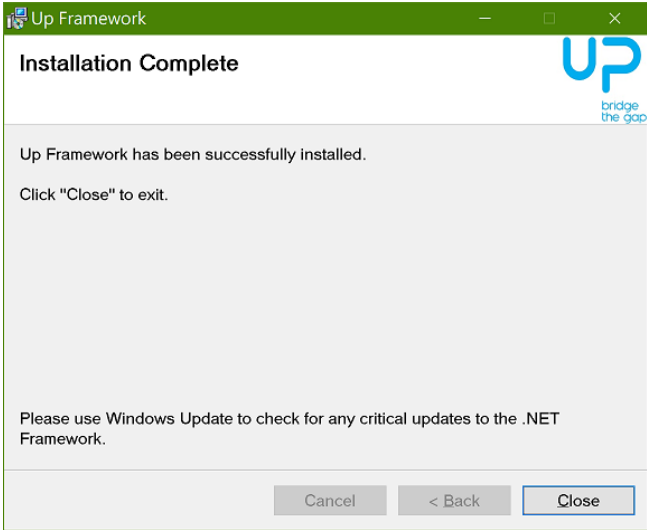 Up Framework
Installation Complete
UP
bridge
the gap
Up Framework has been successfully installed.
Click "Close" to exit.
Please use Windows Update to check for any critical updates to the .NET
Framework.
Cancel
< Back
Close